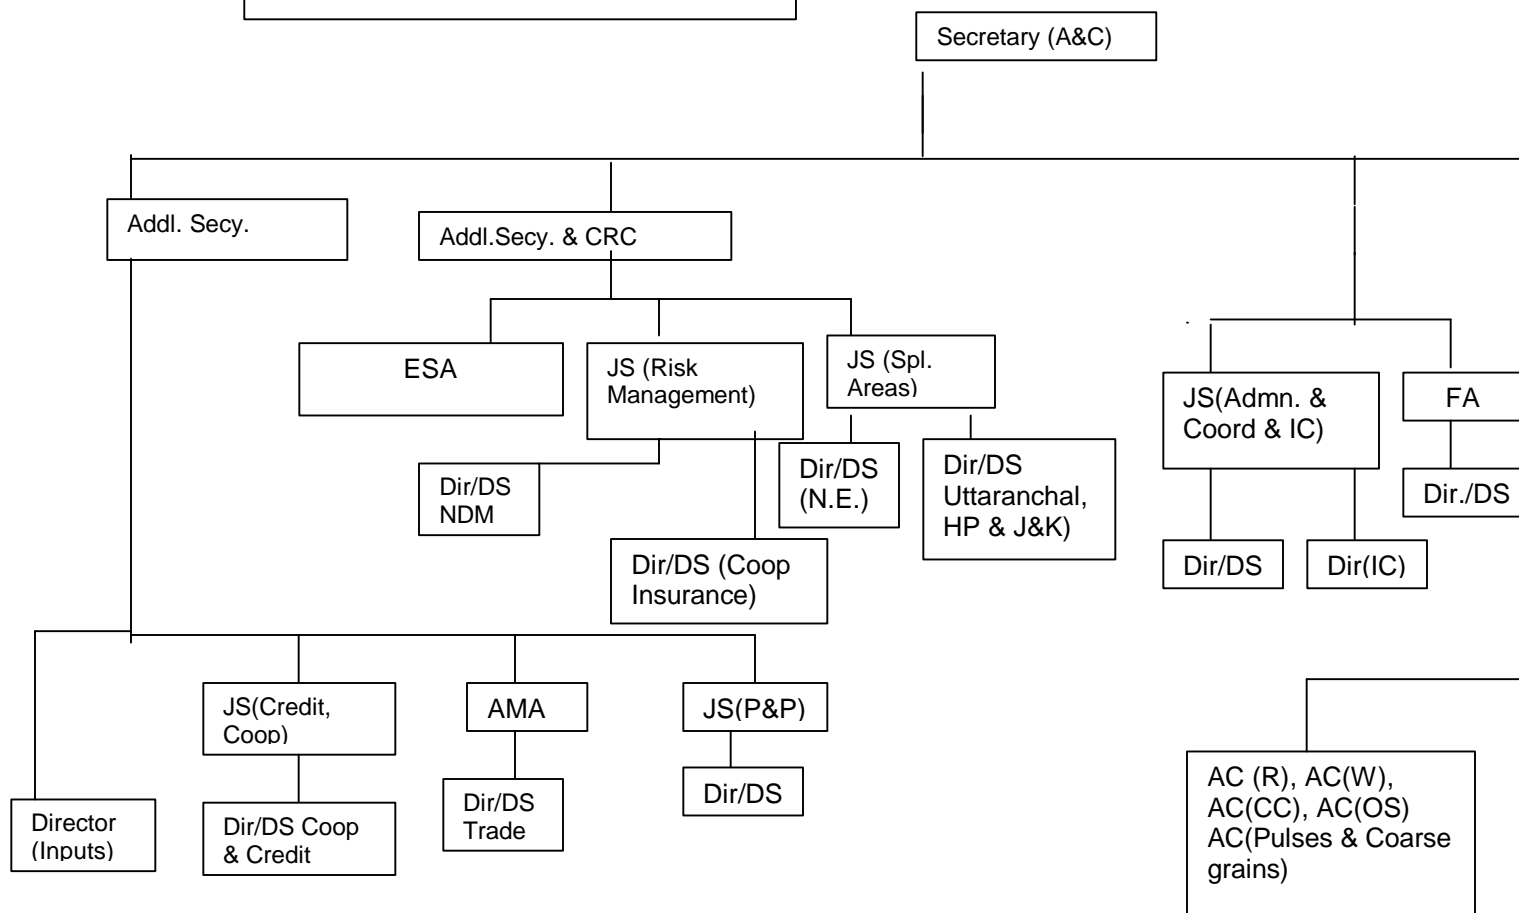 Secretary (A&C)
Addl. Secy.
Addl.Secy. & CRC
ESA
JS (Risk
Management)
JS (Spl.
Areas)
JS(Admn. &
Coord & IC)
FA
Dir/DS
NDM
Dir/DS
(N.E.)
Dir/DS
Uttaranchal,
HP & J&K)
Dir./DS
Dir/DS (Coop
Insurance)
Dir/DS
Dir(IC)
JS(Credit,
Coop)
AMA
JS(P&P)
Director
(Inputs)
Dir/DS Coop
& Credit
Dir/DS
Trade
Dir/DS
AC (R), AC(W),
AC(CC), AC(OS)
AC(Pulses & Coarse
grains)